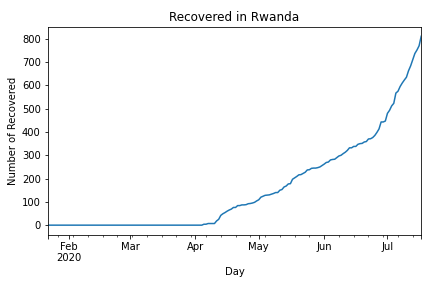 Recovered in Rwanda
Number of Recovered
800
700
600
500
400
300
200
100
0
Feb
2020
Mar
Apr
May
Jun
Jul
Day